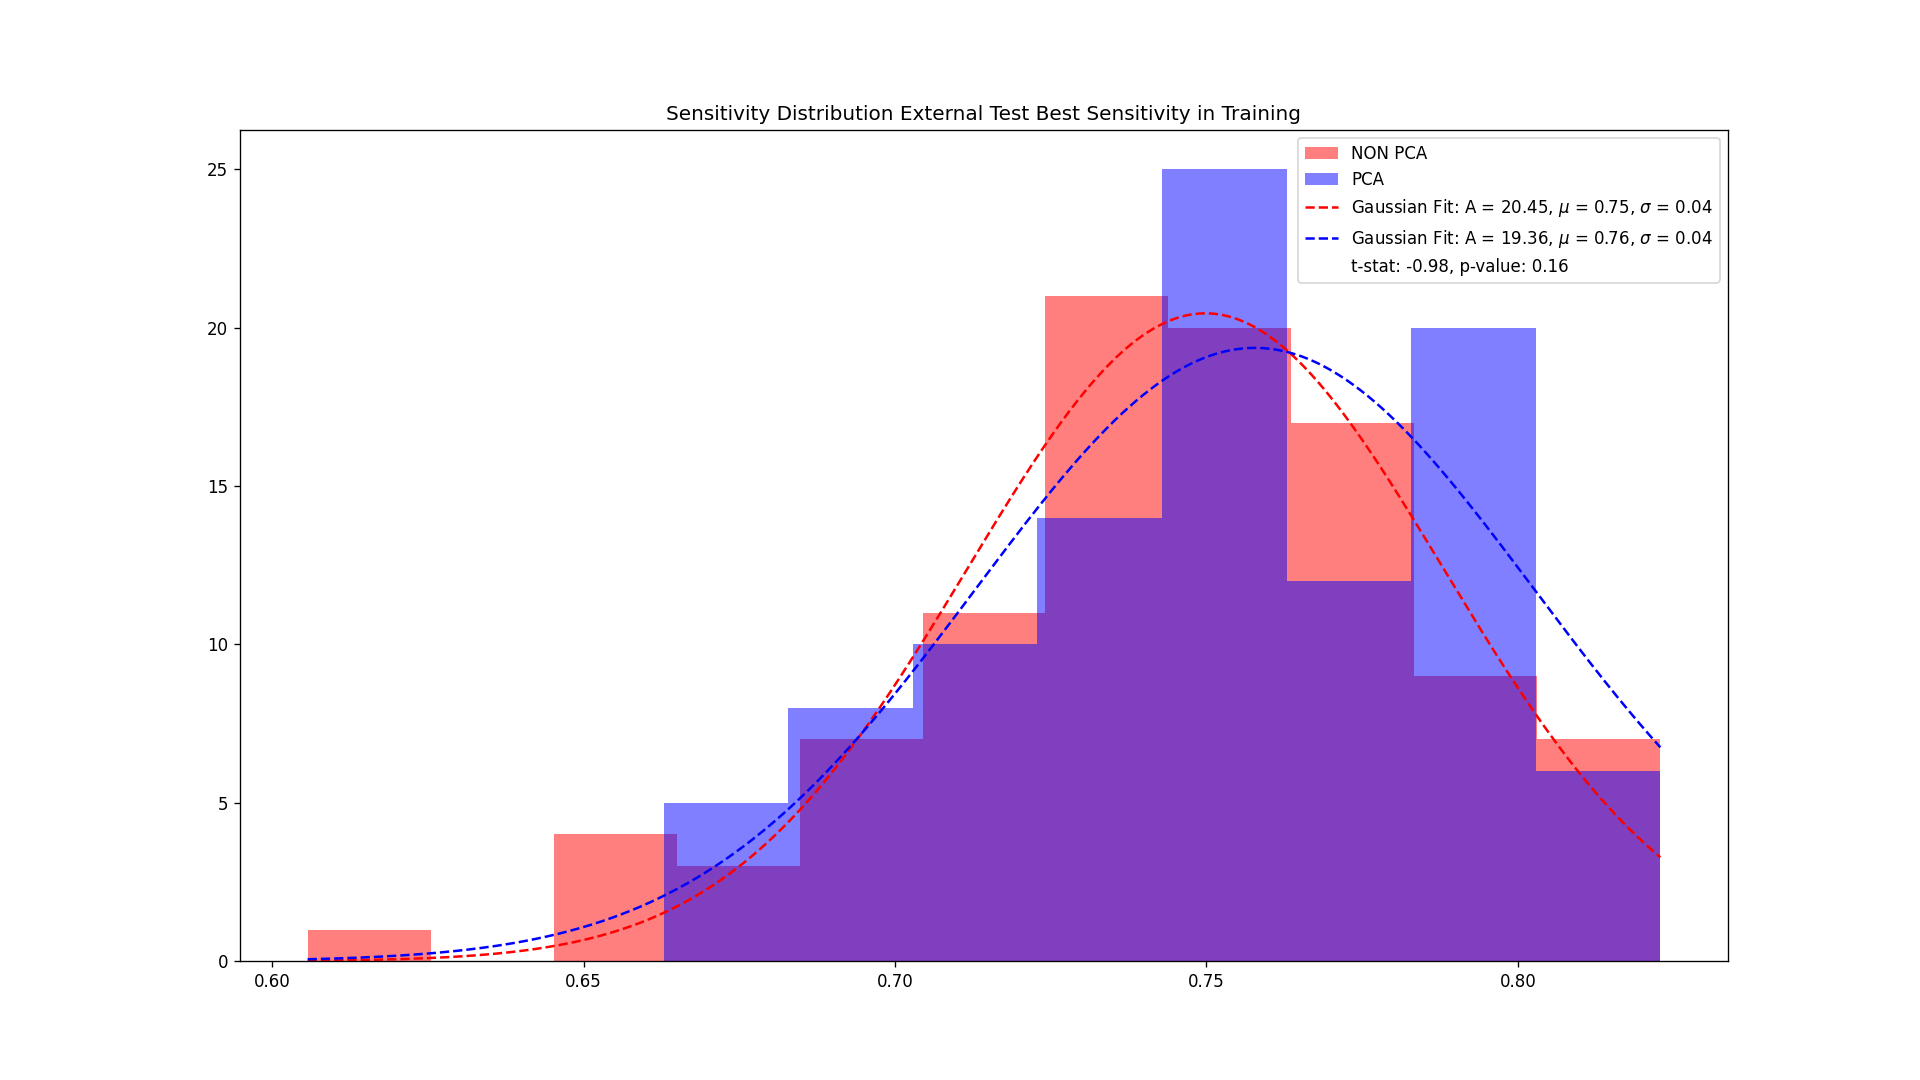 Sensitivity Distribution External Test Best Sensitivity in Training
NON PCA
PCA
Gaussian Fit: A = 20.45, μ = 0.75, σ = 0.04
Gaussian Fit: A = 19.36, μ = 0.76, σ = 0.04
t-stat: -0.98, p-value: 0.16
25
20
15
10
5
0
0.60 0.65 0.70 0.75 0.80